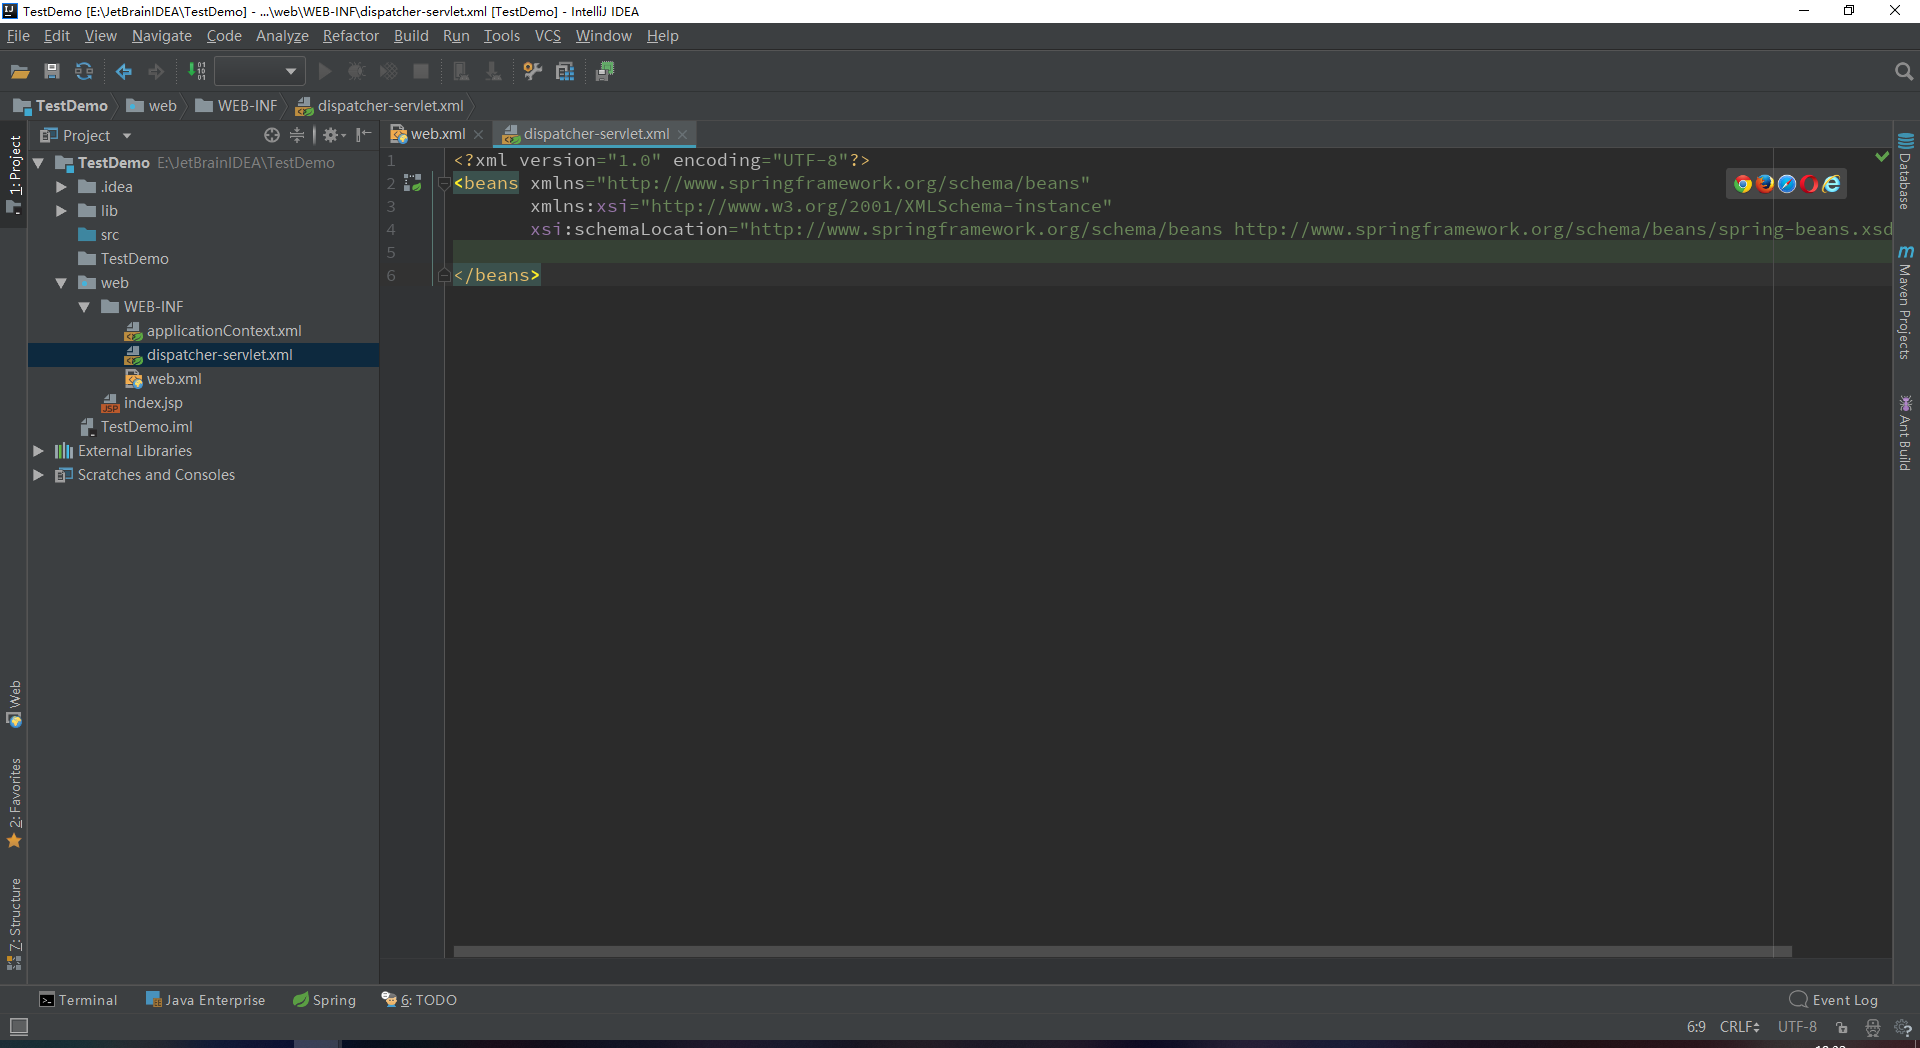 TestDemo [E:\JetBrainIDEA\TestDemo] - ...\web\WEB-INF\dispatcher-servlet.xml [TestDemo] - IntelliJ IDEA
File Edit View Navigate Code Analyze Refactor Build Run Tools VCS Window Help
TestDemo web WEB-INF dispatcher-servlet.xml
1: Project
Project
TestDemo E:\JetBrainIDEA\TestDemo
.idea
lib
src
TestDemo
web
WEB-INF
applicationContext.xml
dispatcher-servlet.xml
web.xml
index.jsp
TestDemo.iml
External Libraries
Scratches and Consoles
web.xml dispatcher-servlet.xml
1 <?xml version="1.0" encoding="UTF-8"?>
2 <beans xmlns="http://www.springframework.org/schema/beans"
3 xmlns:xsi="http://www.w3.org/2001/XMLSchema-instance"
4 xsi:schemaLocation="http://www.springframework.org/schema/beans http://www.springframework.org/schema/beans/spring-beans.xsd
5
6 </beans>
Database
Maven Projects
Ant Build
Web
2: Favorites
7: Structure
Terminal Java Enterprise Spring 6: TODO Event Log
6:9 CRLF UTF-8